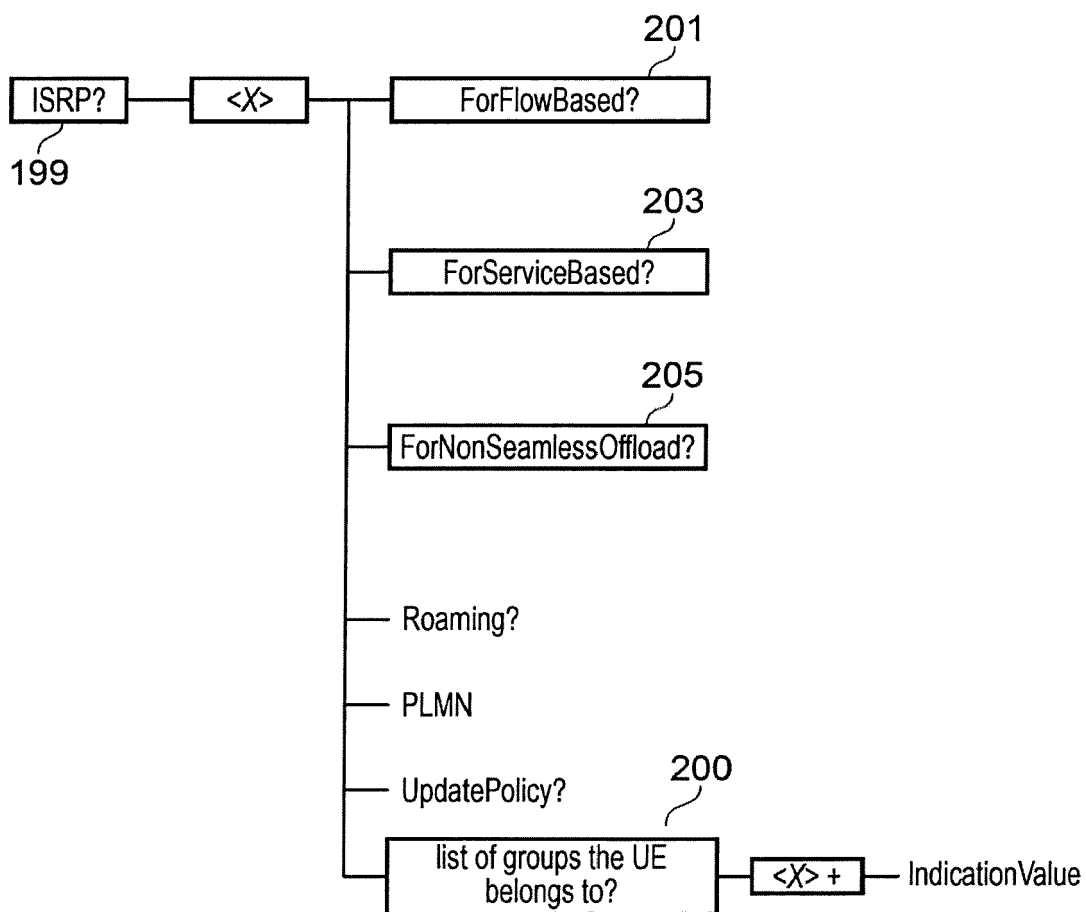 201
ISRP? <X> ForFlowBased?
199
203
ForServiceBased?
205
ForNonSeamlessOffload?
Roaming?
PLMN
UpdatePolicy?
200
list of groups the UE
belongs to?
<X> + IndicationValue